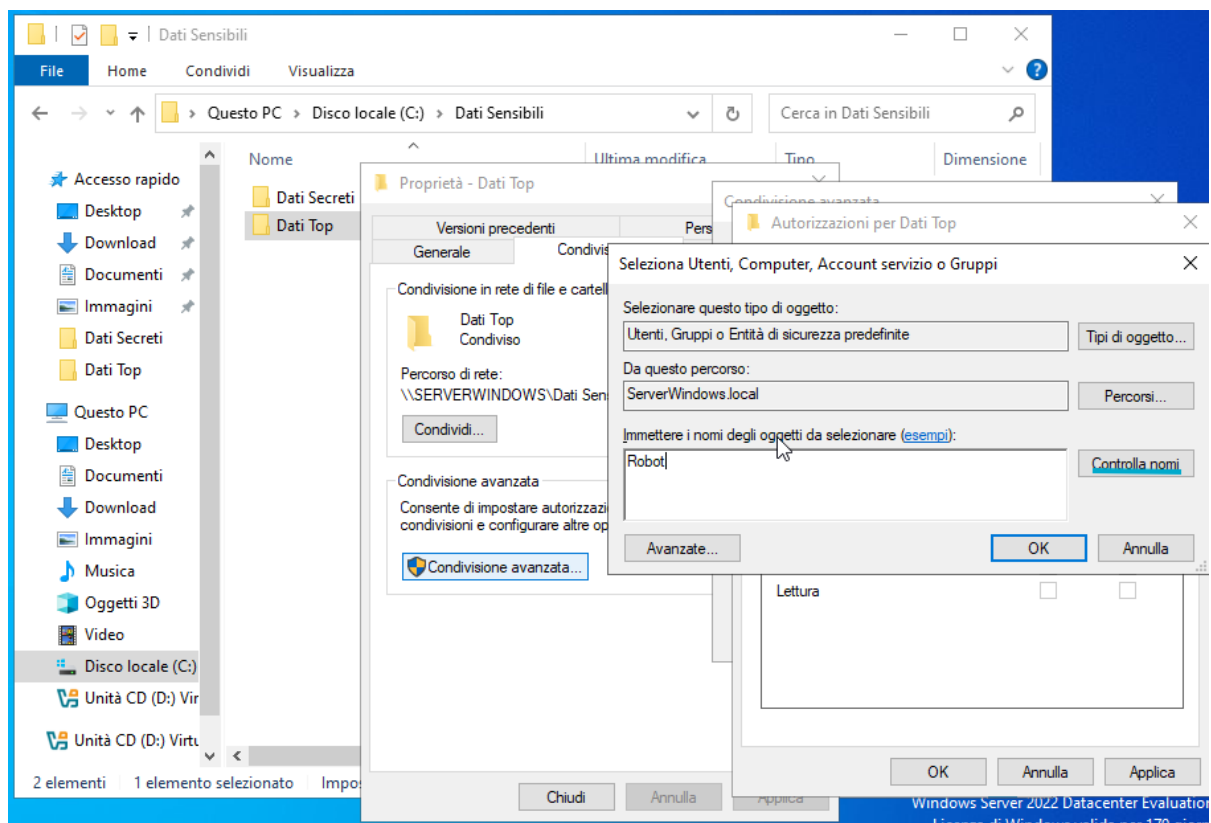 Dati Sensibili
File Home Condividi Visualizza
Questo PC > Disco locale (C:) > Dati Sensibili
Cerca in Dati Sensibili
Nome Ultima modifica Tipo Dimensione
Accesso rapido
Desktop
Download
Documenti
Immagini
Dati Secreti
Dati Top
Questo PC
Desktop
Documenti
Download
Immagini
Musica
Oggetti 3D
Video
Disco locale (C:)
Unità CD (D:) Vir
Unità CD (D:) Virtu
Dati Secreti
Dati Top
2 elementi 1 elemento selezionato Impo
Proprietà - Dati Top
Versioni precedenti Pers
Generale Condivis
Condivisione in rete di file e cartell
Dati Top
Condiviso
Percorso di rete:
\\SERVERWINDOWS\Dati Sen
Condividi...
Condivisione avanzata
Consente di impostare autorizzazi
condivisioni e configurare altre op
Condivisione avanzata...
Chiudi Annulla Applica
Condivisione avanzata
Autorizzazioni per Dati Top
Seleziona Utenti, Computer, Account servizio o Gruppi
Selezionare questo tipo di oggetto:
Utenti, Gruppi o Entità di sicurezza predefinite
Tipi di oggetto...
Da questo percorso:
ServerWindows.local
Percorsi...
Immettere i nomi degli oggetti da selezionare (esempi):
Robot
Controlla nomi
Avanzate... OK Annulla
Lettura
OK Annulla Applica
Windows Server 2022 Datacenter Evaluation